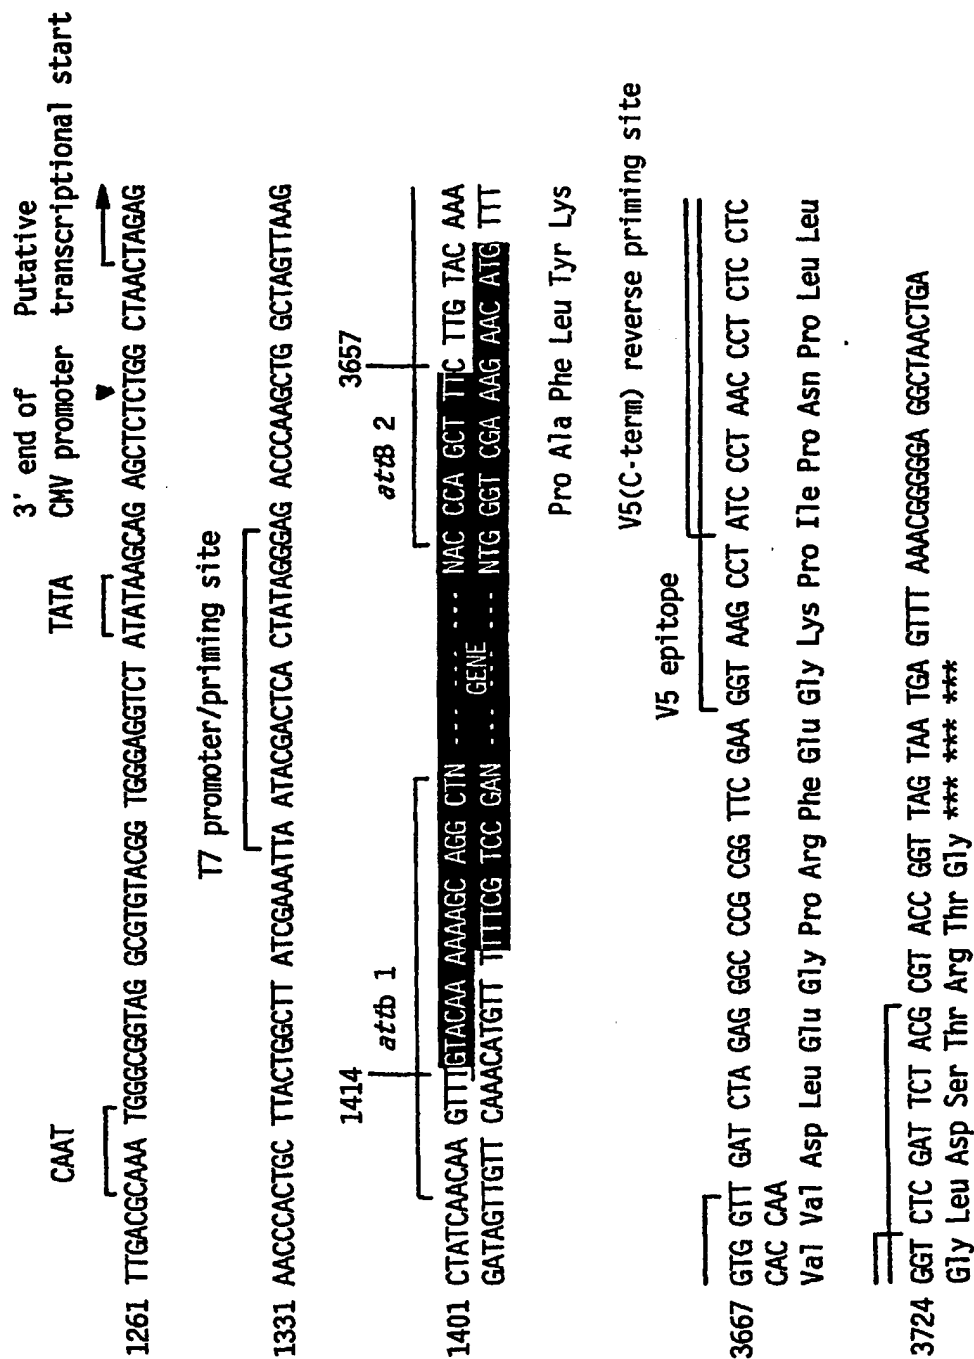 3' end of Putative
CAAT TATA CMV promoter transcriptional start
1261 TTGACGCAAA TGGGCGGTAG GCGTGTACGG TGGGAGGTCT ATATAAGCAG AGCTCTCTGG CTAACTAGAG
T7 promoter/priming site
1331 AACCCACTGC TTACTGGCTT ATCGAAATTA ATACGACTCA CTATAGGGAG ACCCAAGCTG GCTAGTTAAG
1414 3657
attb 1 attB 2
1401 CTATCAACAA GTTTGTACAA AAAAGC AGG CTN --- --- --- NAC CCA GCT TTC TTG TAC AAA
GENE
GATAGTTGTT CAAACATGTT TTTTCG TCC GAN --- --- --- NTG GGT CGA AAG AAC ATG TTT
Pro Ala Phe Leu Tyr Lys
V5 epitope V5(C-term) reverse priming site
3667 GTG GTT GAT CTA GAG GGC CCG CGG TTC GAA GGT AAG CCT ATC CCT AAC CCT CTC CTC
CAC CAA
Val Val Asp Leu Glu Gly Pro Arg Phe Glu Gly Lys Pro Ile Pro Asn Pro Leu Leu
3724 GGT CTC GAT TCT ACG CGT ACC GGT TAG TAA TGA GTTT AAACGGGGGA GGCTAACTGA
Gly Leu Asp Ser Thr Arg Thr Gly *** *** ***